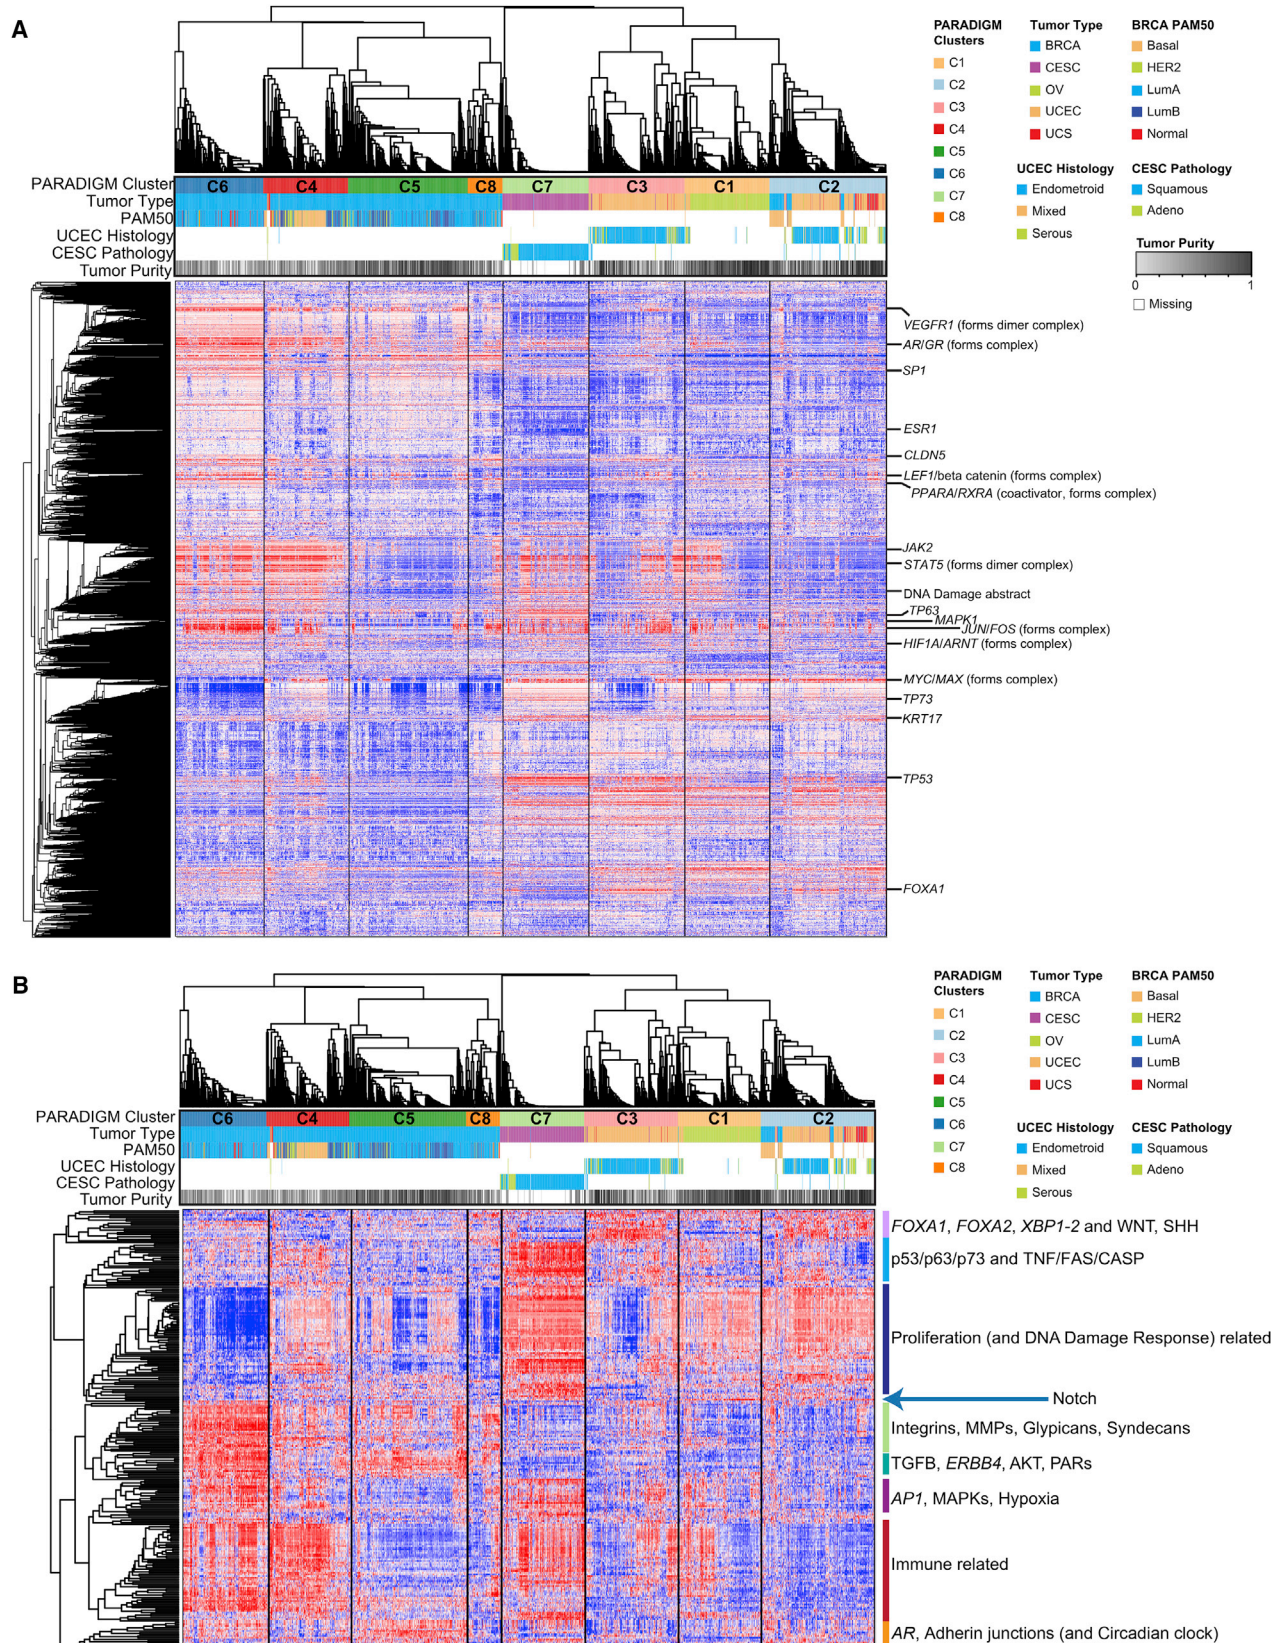 A
PARADIGM Clusters
C1
C2
C3
C4
C5
C6
C7
C8
Tumor Type
BRCA
CESC
OV
UCEC
UCS
BRCA PAM50
Basal
HER2
LumA
LumB
Normal
UCEC Histology
Endometroid
Mixed
Serous
CESC Pathology
Squamous
Adeno
Tumor Purity
0 1
Missing
PARADIGM Cluster
C6 C4 C5 C8 C7 C3 C1 C2
Tumor Type
PAM50
UCEC Histology
CESC Pathology
Tumor Purity
VEGFR1 (forms dimer complex)
AR/GR (forms complex)
SP1
ESR1
CLDN5
LEF1/beta catenin (forms complex)
PPARA/RXRA (coactivator, forms complex)
JAK2
STAT5 (forms dimer complex)
DNA Damage abstract
TP63
MAPK1
JUN/FOS (forms complex)
HIF1A/ARNT (forms complex)
MYC/MAX (forms complex)
TP73
KRT17
TP53
FOXA1
B
PARADIGM Clusters
C1
C2
C3
C4
C5
C6
C7
C8
Tumor Type
BRCA
CESC
OV
UCEC
UCS
BRCA PAM50
Basal
HER2
LumA
LumB
Normal
UCEC Histology
Endometroid
Mixed
Serous
CESC Pathology
Squamous
Adeno
PARADIGM Cluster
C6 C4 C5 C8 C7 C3 C1 C2
Tumor Type
PAM50
UCEC Histology
CESC Pathology
Tumor Purity
FOXA1, FOXA2, XBP1-2 and WNT, SHH
p53/p63/p73 and TNF/FAS/CASP
Proliferation (and DNA Damage Response) related
Notch
Integrins, MMPs, Glypicans, Syndecans
TGFB, ERBB4, AKT, PARs
AP1, MAPKs, Hypoxia
Immune related
AR, Adherin junctions (and Circadian clock)